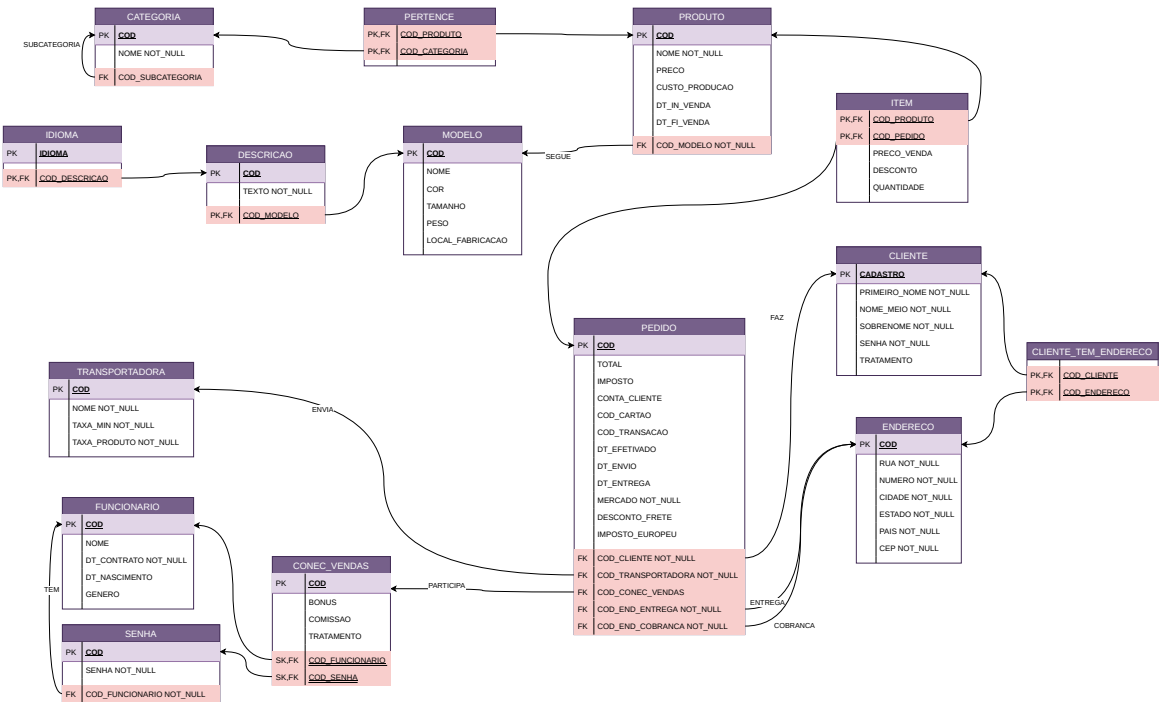 CATEGORIA
PK COD
NOME NOT_NULL
FK COD_SUBCATEGORIA
SUBCATEGORIA
PERTENCE
PK,FK COD_PRODUTO
PK,FK COD_CATEGORIA
PRODUTO
PK COD
NOME NOT_NULL
PRECO
CUSTO_PRODUCAO
DT_IN_VENDA
DT_FI_VENDA
FK COD_MODELO NOT_NULL
ITEM
PK,FK COD_PRODUTO
PK,FK COD_PEDIDO
PRECO_VENDA
DESCONTO
QUANTIDADE
IDIOMA
PK IDIOMA
PK,FK COD_DESCRICAO
DESCRICAO
PK COD
TEXTO NOT_NULL
PK,FK COD_MODELO
MODELO
PK COD
NOME
COR
TAMANHO
PESO
LOCAL_FABRICACAO
SEGUE
CLIENTE
PK CADASTRO
PRIMEIRO_NOME NOT_NULL
NOME_MEIO NOT_NULL
SOBRENOME NOT_NULL
SENHA NOT_NULL
TRATAMENTO
FAZ
CLIENTE_TEM_ENDERECO
PK,FK COD_CLIENTE
PK,FK COD_ENDERECO
PEDIDO
PK COD
TOTAL
IMPOSTO
CONTA_CLIENTE
COD_CARTAO
COD_TRANSACAO
DT_EFETIVADO
DT_ENVIO
DT_ENTREGA
MERCADO NOT_NULL
DESCONTO_FRETE
IMPOSTO_EUROPEU
FK COD_CLIENTE NOT_NULL
FK COD_TRANSPORTADORA NOT_NULL
FK COD_CONEC_VENDAS
FK COD_END_ENTREGA NOT_NULL
FK COD_END_COBRANCA NOT_NULL
ENDERECO
PK COD
RUA NOT_NULL
NUMERO NOT_NULL
CIDADE NOT_NULL
ESTADO NOT_NULL
PAIS NOT_NULL
CEP NOT_NULL
ENTREGA
COBRANCA
TRANSPORTADORA
PK COD
NOME NOT_NULL
TAXA_MIN NOT_NULL
TAXA_PRODUTO NOT_NULL
ENVIA
FUNCIONARIO
PK COD
NOME
DT_CONTRATO NOT_NULL
DT_NASCIMENTO
GENERO
TEM
CONEC_VENDAS
PK COD
BONUS
COMISSAO
TRATAMENTO
SK,FK COD_FUNCIONARIO
SK,FK COD_SENHA
PARTICIPA
SENHA
PK COD
SENHA NOT_NULL
FK COD_FUNCIONARIO NOT_NULL